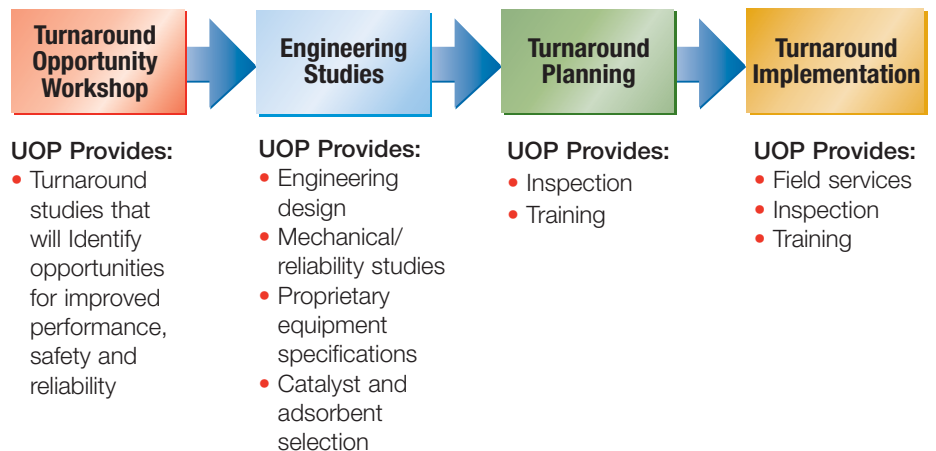 Turnaround
Opportunity
Workshop
Engineering
Studies
Turnaround
Planning
Turnaround
Implementation
UOP Provides:
• Turnaround
studies that
will Identify
opportunities
for improved
performance,
safety and
reliability
UOP Provides:
• Engineering
design
• Mechanical/
reliability studies
• Proprietary
equipment
specifications
• Catalyst and
adsorbent
selection
UOP Provides:
• Inspection
• Training
UOP Provides:
• Field services
• Inspection
• Training